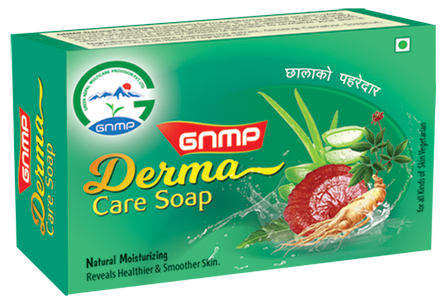 GNMP
छालाको पहरेदार
GNMP
Derma
Care Soap
Natural Moisturizing
Reveals Healthier & Smoother Skin.
for all Kinds of Skin/Vegetarian
GNMP
Derma
Care Soap